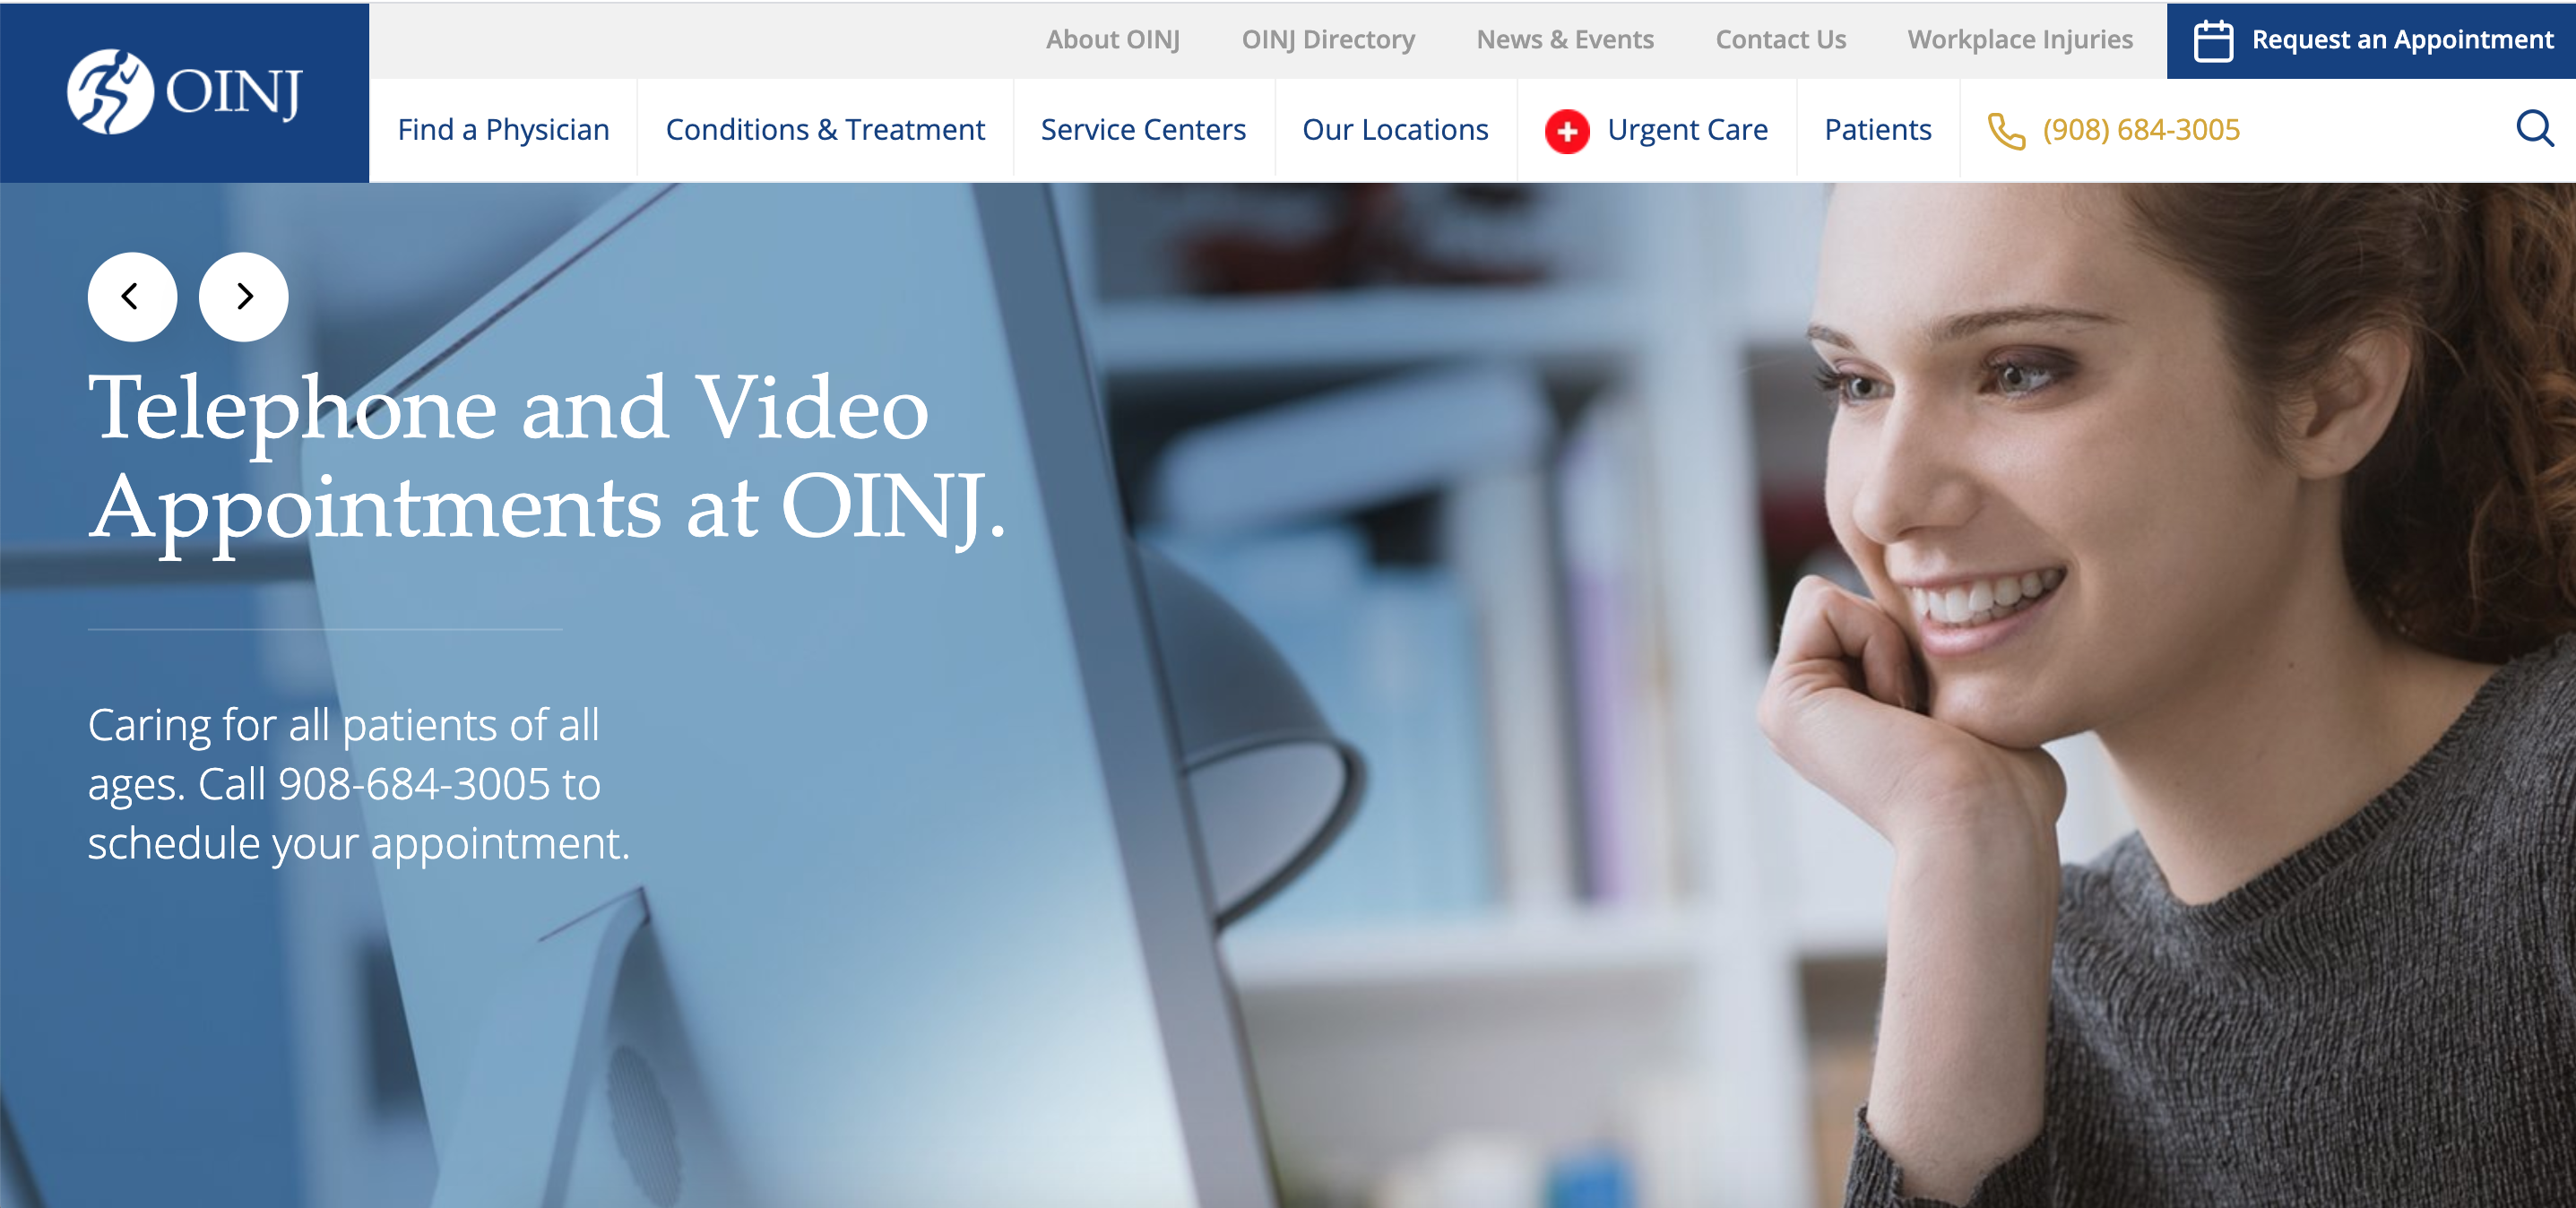 OINJ
About OINJ
OINJ Directory
News & Events
Contact Us
Workplace Injuries
Request an Appointment
Find a Physician
Conditions & Treatment
Service Centers
Our Locations
Urgent Care
Patients
(908) 684-3005
Telephone and Video
Appointments at OINJ.
Caring for all patients of all
ages. Call 908-684-3005 to
schedule your appointment.